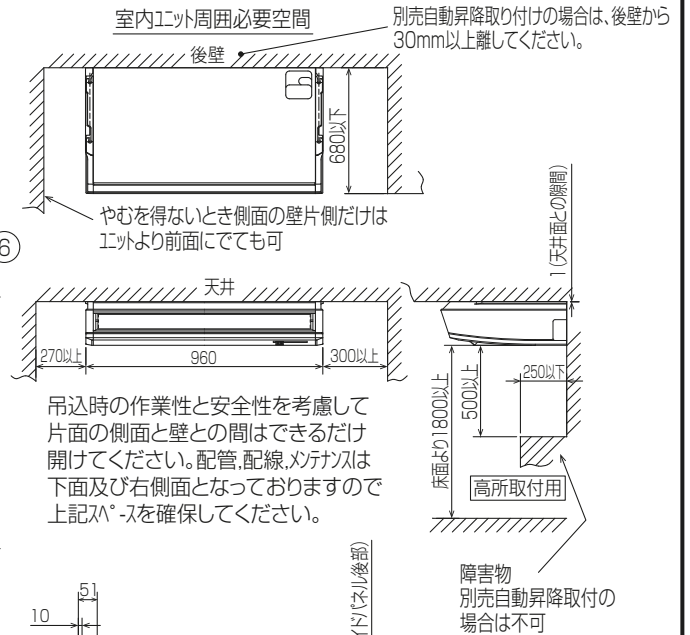 室内ユニット周囲必要空間
別売自動昇降取り付けの場合は、後壁から
30mm以上離してください。
後壁
680以下
やむを得ないとき側面の壁片側だけは
ユニットより前面にでても可
6
1(天井面との隙間)
天井
270以上
960
300以上
250以下
500以上
床面より1800以上
高所取付用
吊込時の作業性と安全性を考慮して
片面の側面と壁との間はできるだけ
開けてください。配管,配線,メンテナンスは
下面及び右側面となっておりますので
上記スペースを確保してください。
障害物
別売自動昇降取付の
場合は不可
51
10
イドパネル後部)